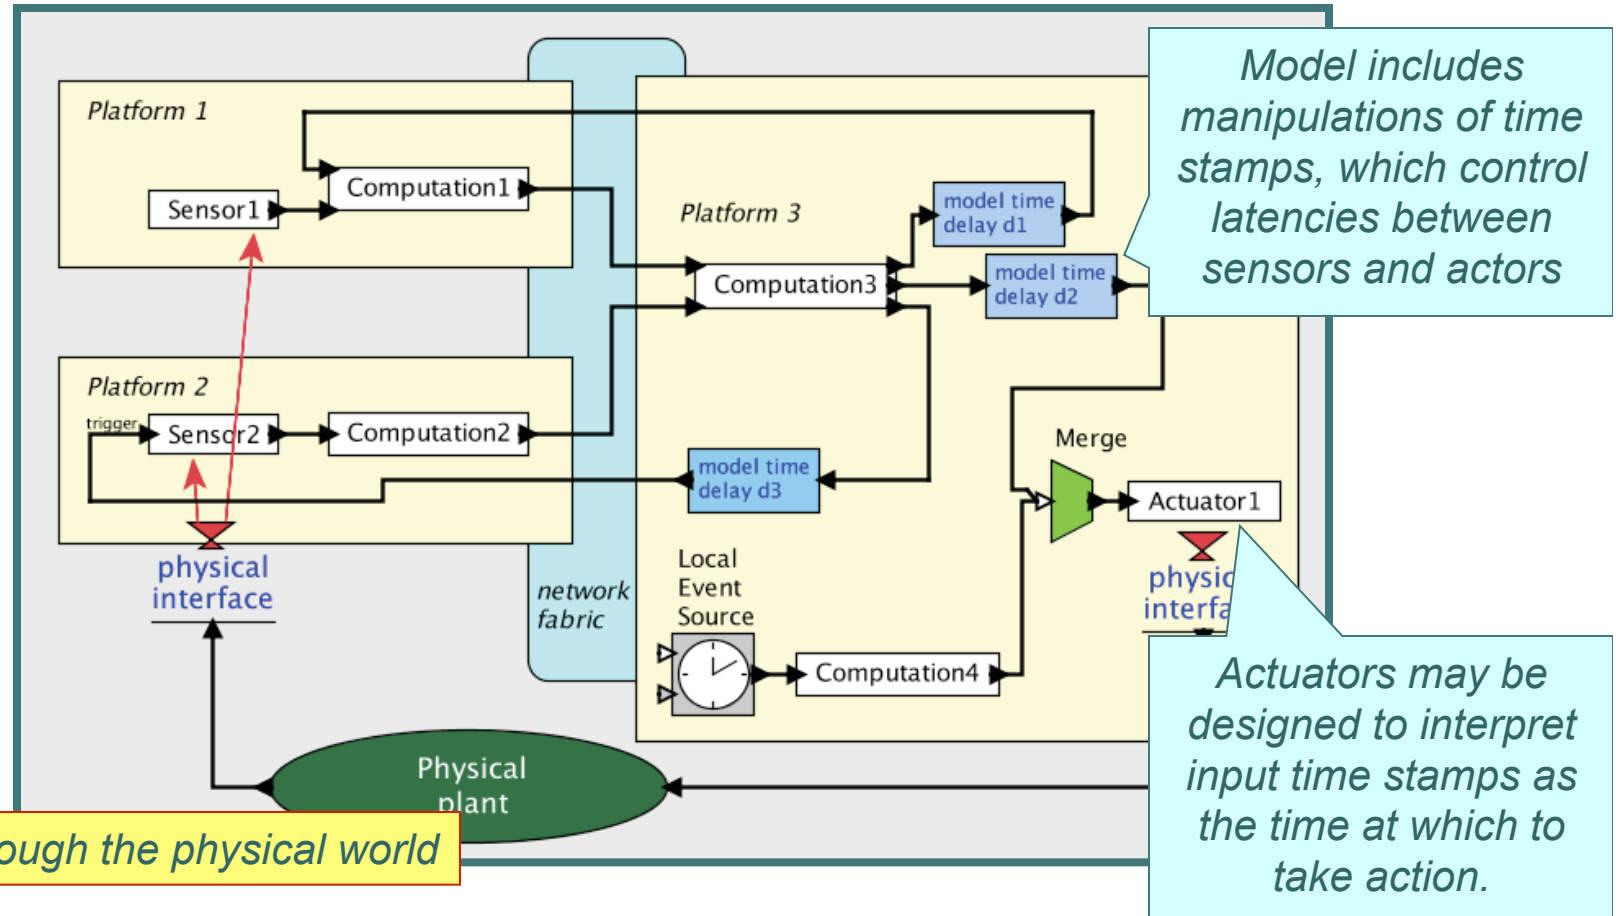 Platform 1
Sensor1
Computation1
Platform 2
trigger
Sensor2
Computation2
physical
interface
network
fabric
Platform 3
Computation3
model time
delay d1
model time
delay d2
model time
delay d3
Merge
Actuator1
Local
Event
Source
Computation4
Physical
plant
Model includes
manipulations of time
stamps, which control
latencies between
sensors and actors
Actuators may be
designed to interpret
input time stamps as
the time at which to
take action.
the physical world